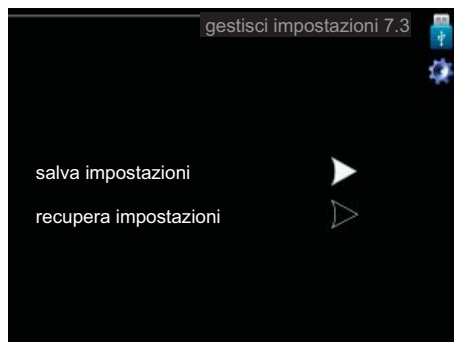 gestisci impostazioni 7.3
salva impostazioni
recupera impostazioni